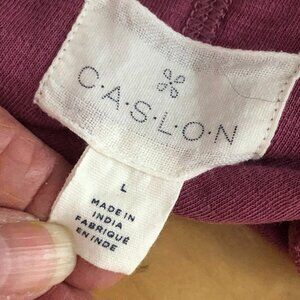 C·A·S·L·O·N
L
MADE IN
INDIA
FABRIQUÉ
EN INDE